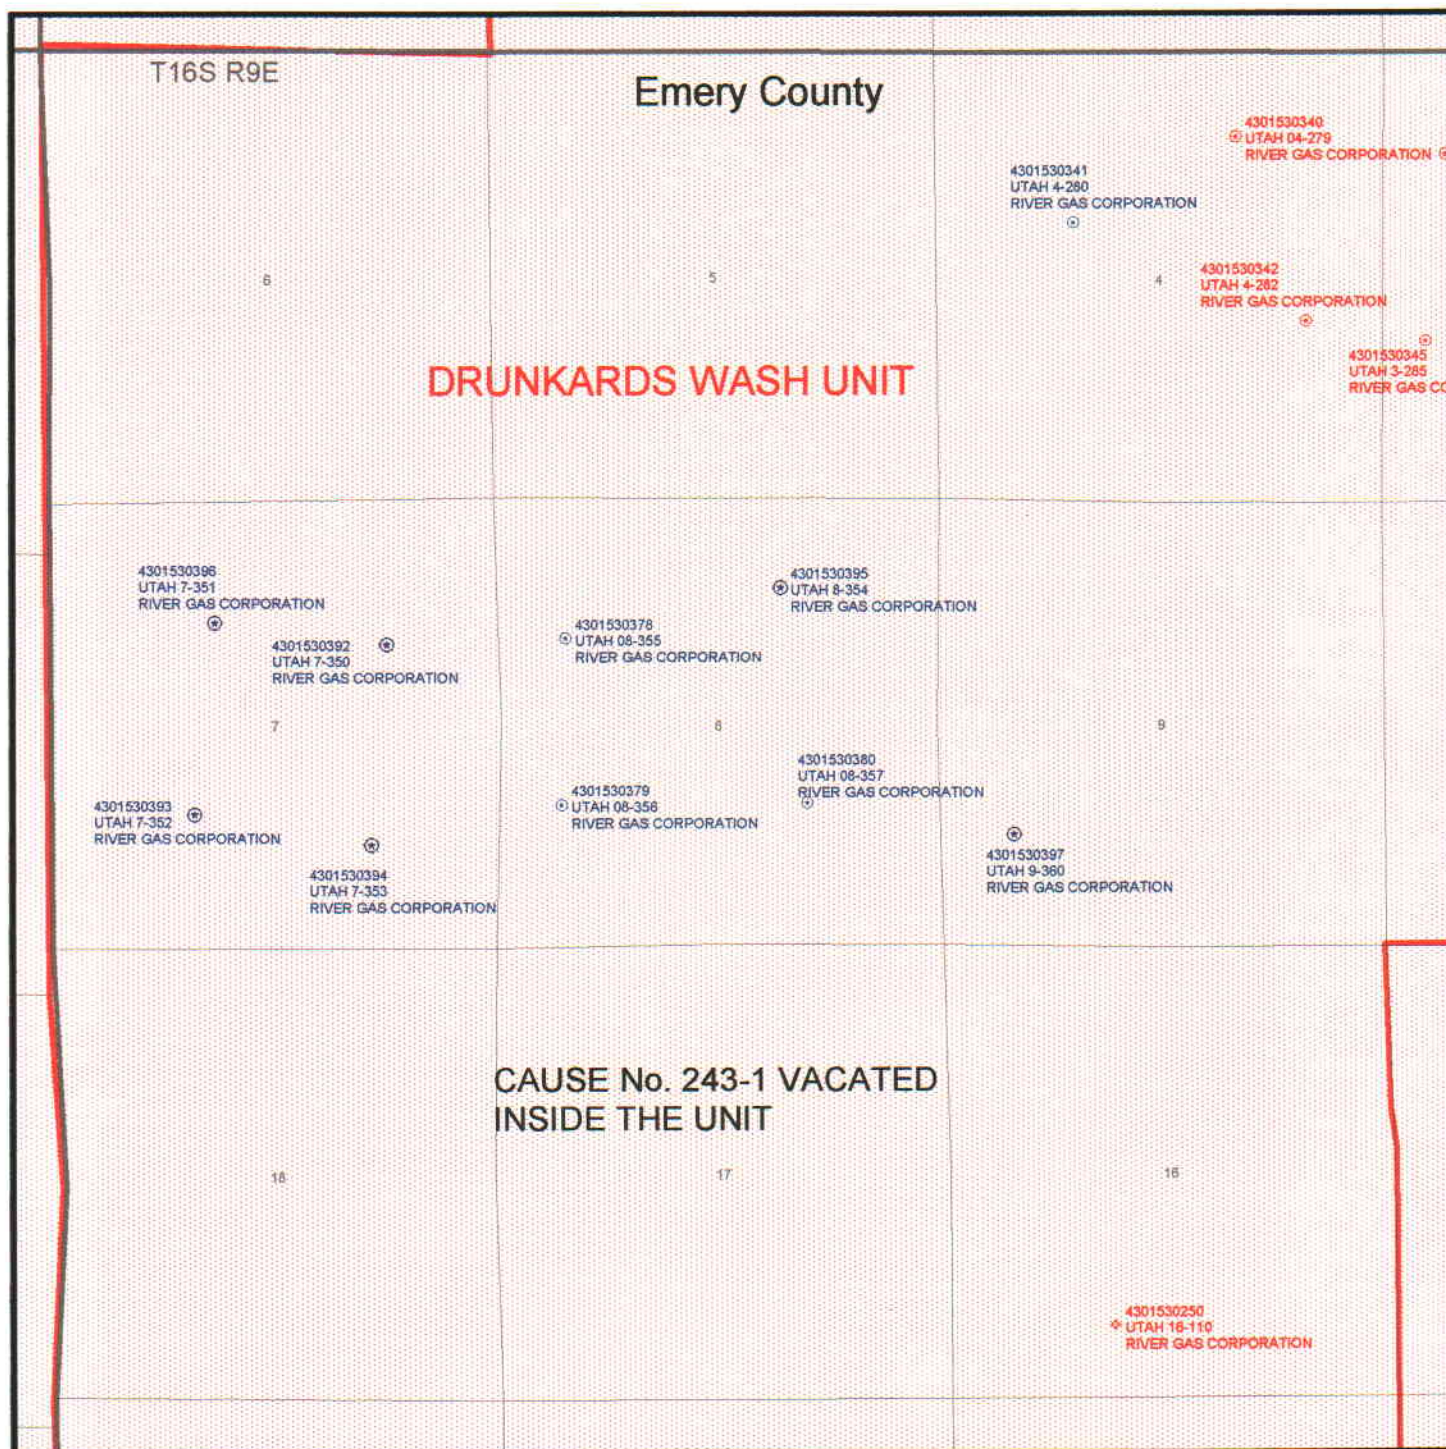 T16S R9E
Emery County
4301530340
UTAH 04-279
RIVER GAS CORPORATION
4301530341
UTAH 4-280
RIVER GAS CORPORATION
6
5
4
4301530342
UTAH 4-282
RIVER GAS CORPORATION
4301530345
UTAH 3-285
RIVER GAS CO
DRUNKARDS WASH UNIT
4301530396
UTAH 7-351
RIVER GAS CORPORATION
4301530395
UTAH 8-354
RIVER GAS CORPORATION
4301530392
UTAH 7-350
RIVER GAS CORPORATION
4301530378
UTAH 08-355
RIVER GAS CORPORATION
7
8
9
4301530393
UTAH 7-352
RIVER GAS CORPORATION
4301530379
UTAH 08-356
RIVER GAS CORPORATION
4301530380
UTAH 08-357
RIVER GAS CORPORATION
4301530394
UTAH 7-353
RIVER GAS CORPORATION
4301530397
UTAH 9-360
RIVER GAS CORPORATION
CAUSE No. 243-1 VACATED
INSIDE THE UNIT
18
17
16
4301530250
UTAH 16-110
RIVER GAS CORPORATION